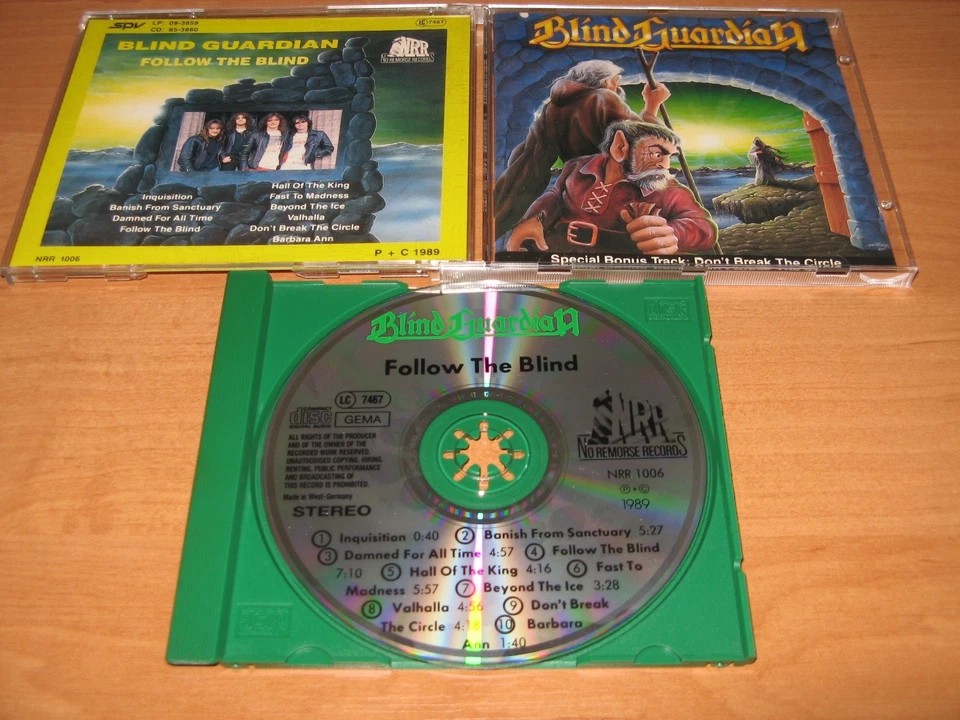 SPV LP: 08-3859
CD: 85-3860
LC 7467
BLIND GUARDIAN
FOLLOW THE BLIND
NRR
NO REMORSE RECORDS
Inquisition
Banish From Sanctuary
Damned For All Time
Follow The Blind
Hall Of The King
Fast To Madness
Beyond The Ice
Valhalla
Don't Break The Circle
Barbara Ann
NRR 1006
P + C 1989
Blind Guardian
Special Bonus Track: Don't Break The Circle
Blind Guardian
Follow The Blind
LC 7467
COMPACT
disc
DIGITAL AUDIO
GEMA
ALL RIGHTS OF THE PRODUCER
AND OF THE OWNER OF THE
RECORDED WORK RESERVED.
UNAUTHORISED COPYING, HIRING,
RENTING, PUBLIC PERFORMANCE
AND BROADCASTING OF
THIS RECORD IS PROHIBITED.
Made in West-Germany
STEREO
NRR
NO REMORSE RECORDS
NRR 1006
℗ + ©
1989
1 Inquisition 0:40 2 Banish From Sanctuary 5:27
3 Damned For All Time 4:57 4 Follow The Blind
7:10 5 Hall Of The King 4:16 6 Fast To
Madness 5:57 7 Beyond The Ice 3:28
8 Valhalla 4:56 9 Don't Break
The Circle 10 Barbara
Ann 1:40